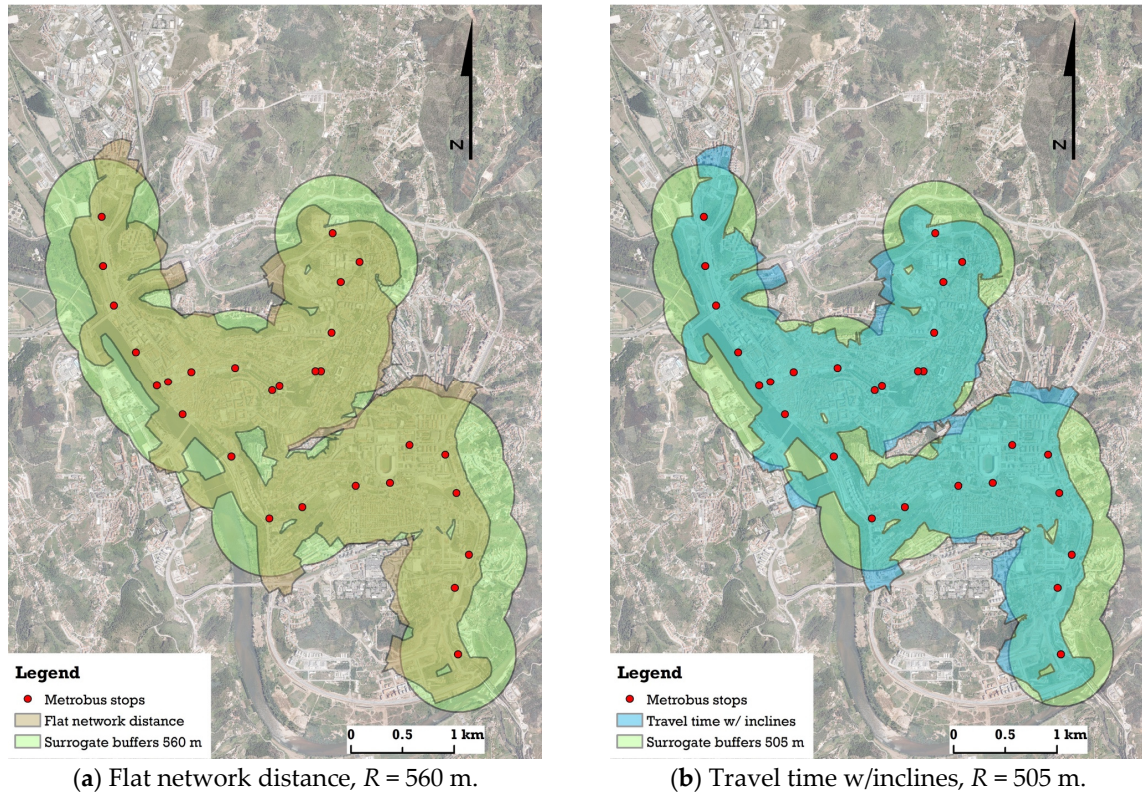 N
N
Legend
Metrobus stops
Flat network distance
Surrogate buffers 560 m
0 0.5 1 km
Legend
Metrobus stops
Travel time w/ inclines
Surrogate buffers 505 m
0 0.5 1 km
(a) Flat network distance, R = 560 m.
(b) Travel time w/inclines, R = 505 m.